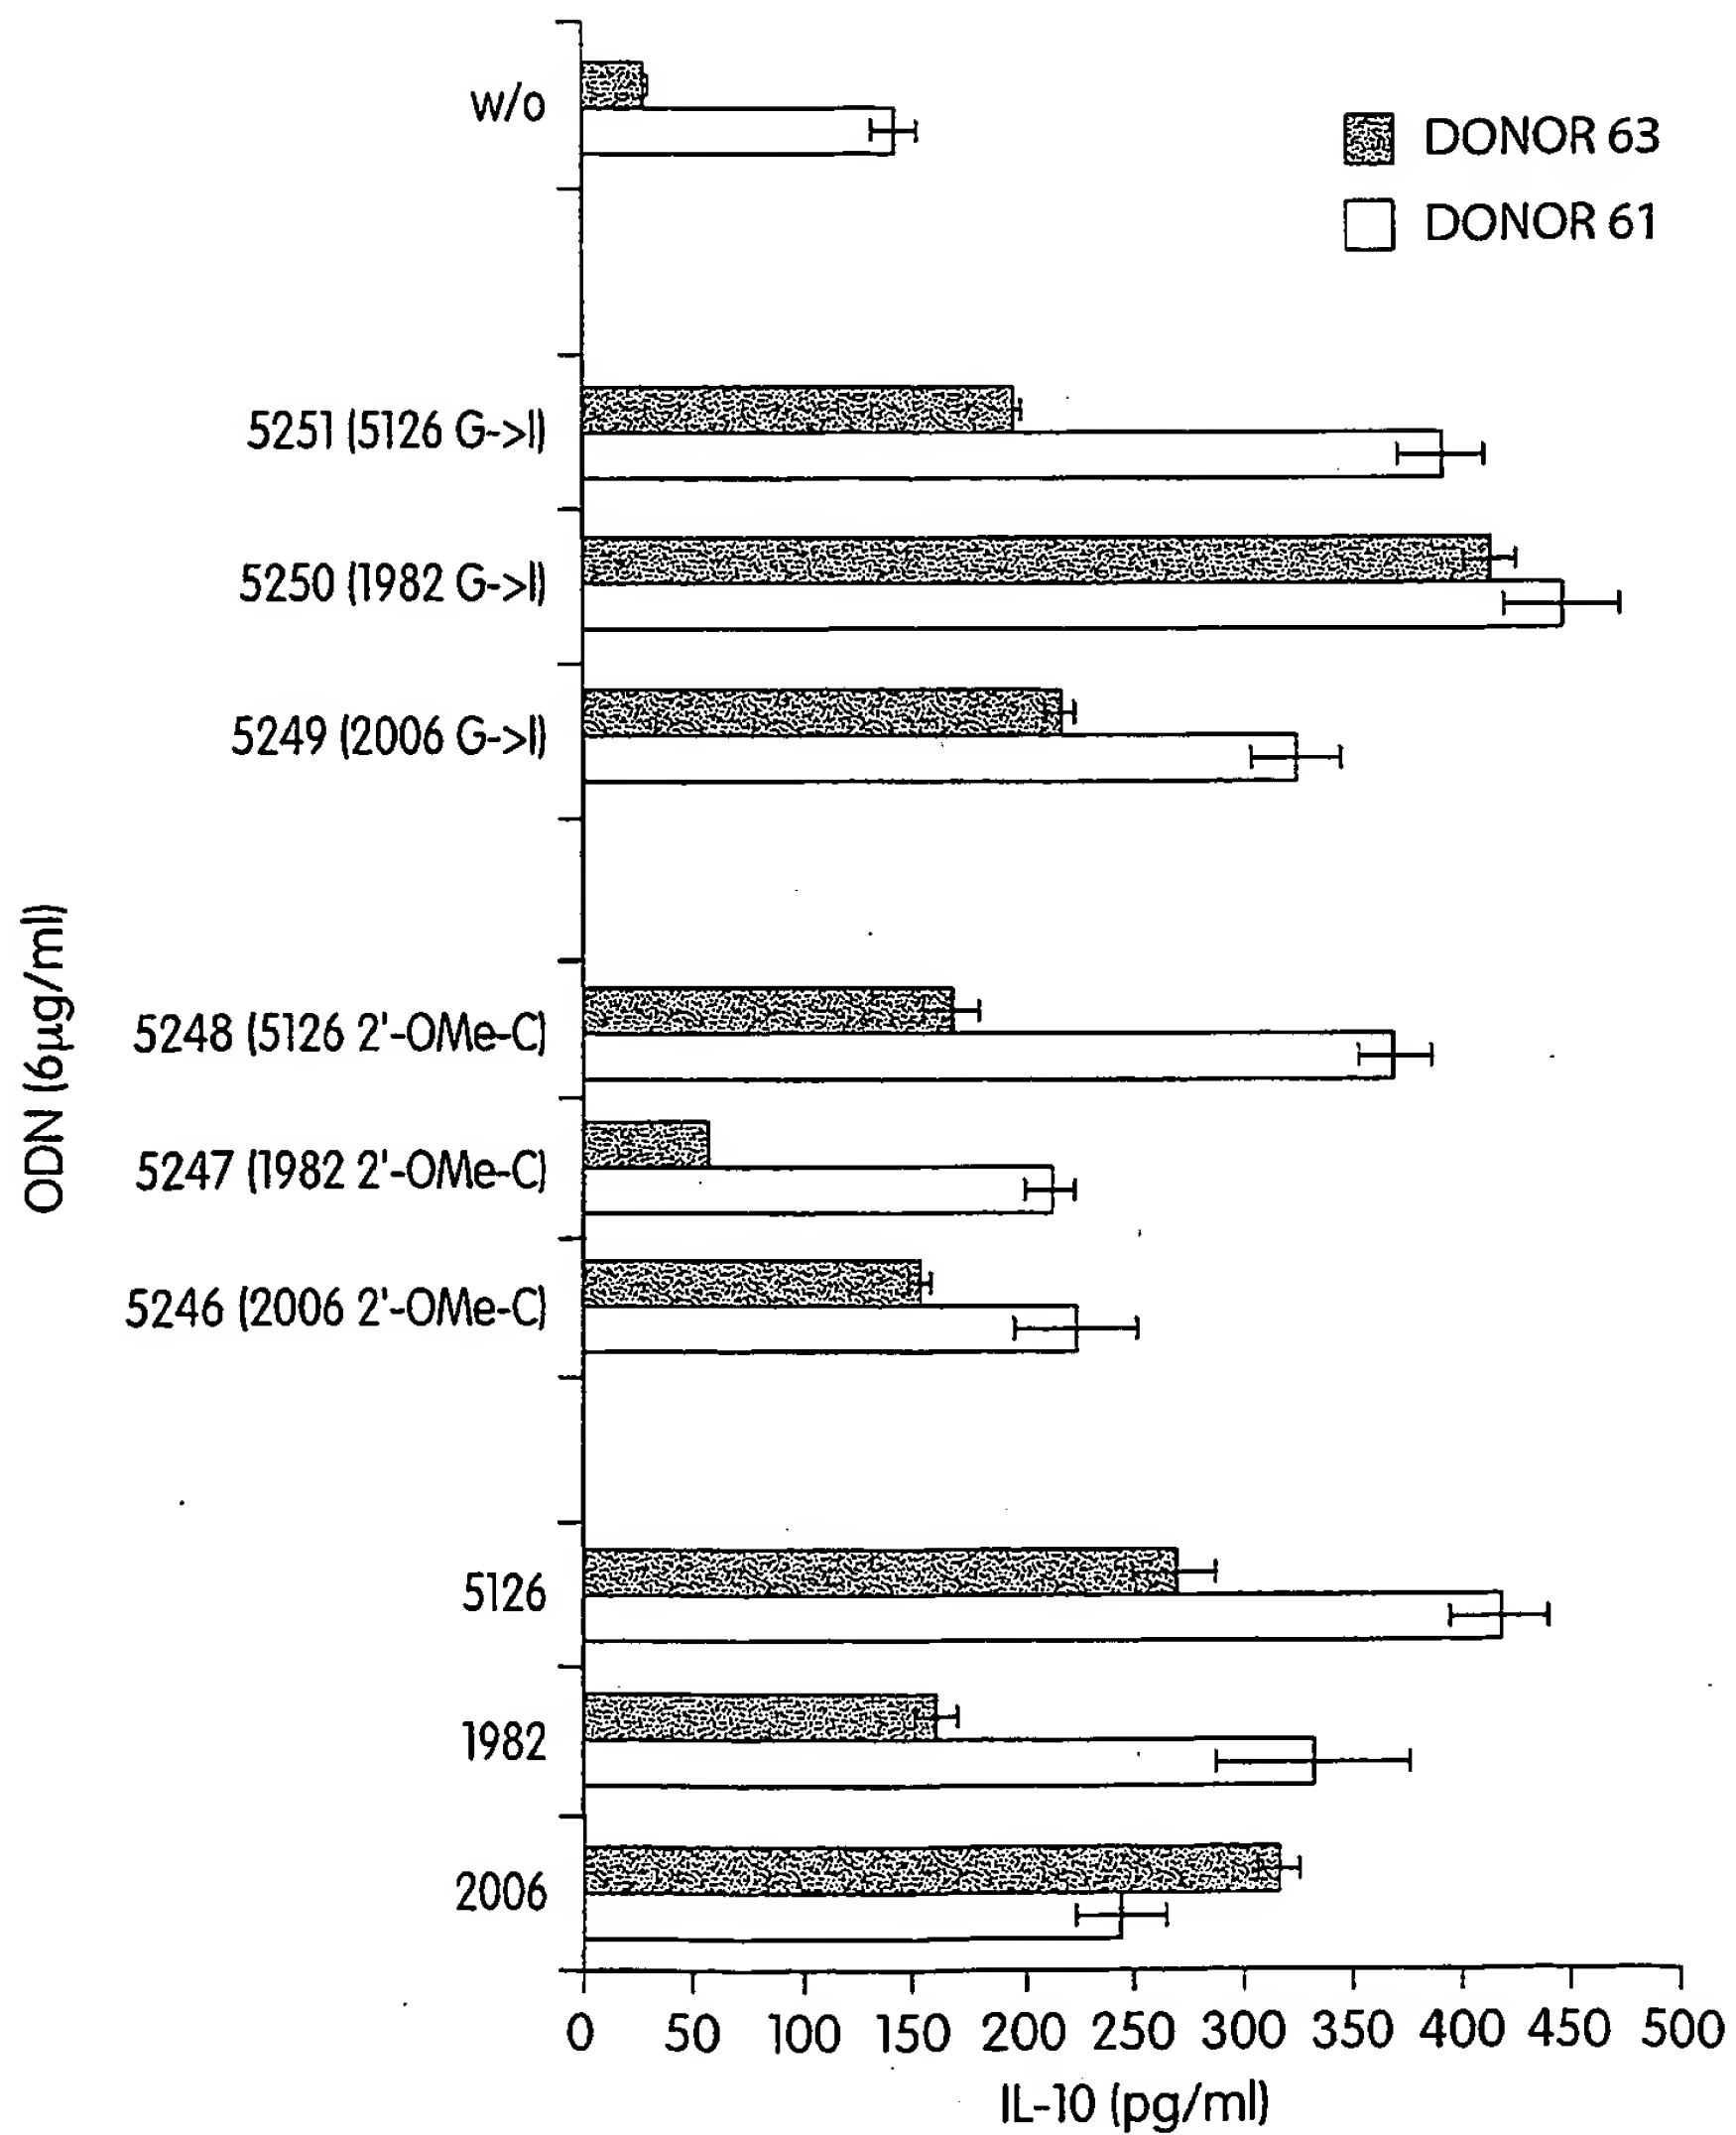 w/o
DONOR 63
DONOR 61
5251 (5126 G->I)
5250 (1982 G->I)
5249 (2006 G->I)
5248 (5126 2'-OMe-C)
5247 (1982 2'-OMe-C)
5246 (2006 2'-OMe-C)
5126
1982
2006
ODN (6µg/ml)
0 50 100 150 200 250 300 350 400 450 500
IL-10 (pg/ml)